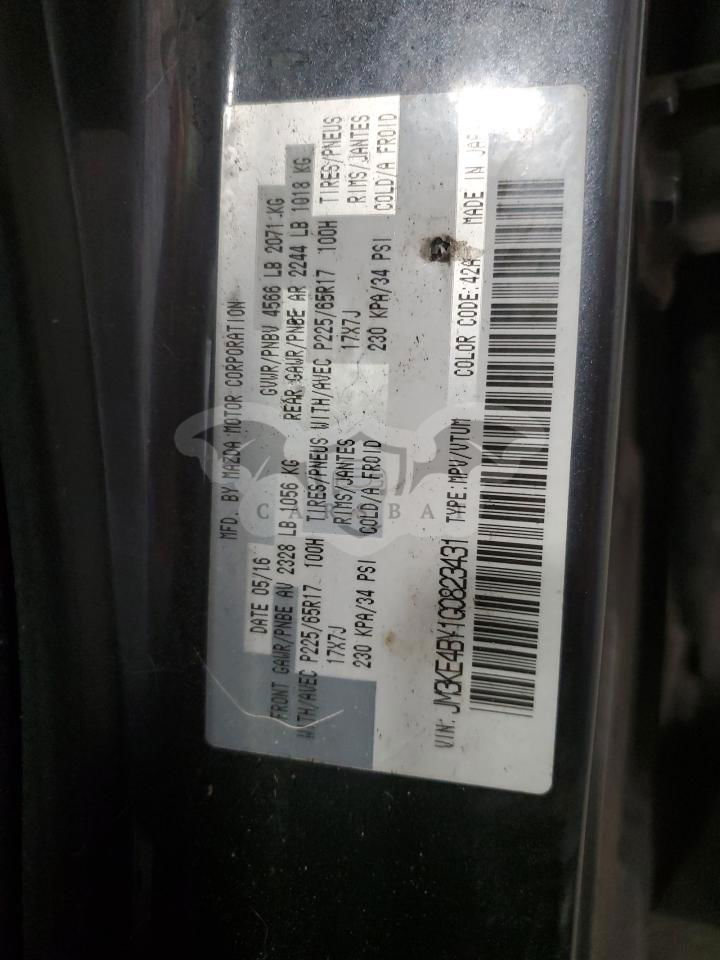 MFD. BY MAZDA MOTOR CORPORATION
DATE 05/16 GVWR/PNBV 4566 LB 2071 KG
FRONT GAWR/PNBE AV 2328 LB 1056 KG REAR GAWR/PNBE AR 2244 LB 1018 KG
WITH/AVEC P225/65R17 100H TIRES/PNEUS WITH/AVEC P225/65R17 100H TIRES/PNEUS
17X7J RIMS/JANTES 17X7J RIMS/JANTES
230 KPA/34 PSI COLD/A FROID 230 KPA/34 PSI COLD/A FROID
VIN: JM3KE4BY1G0823431 TYPE:MPV/VTUM COLOR CODE:42A MADE IN